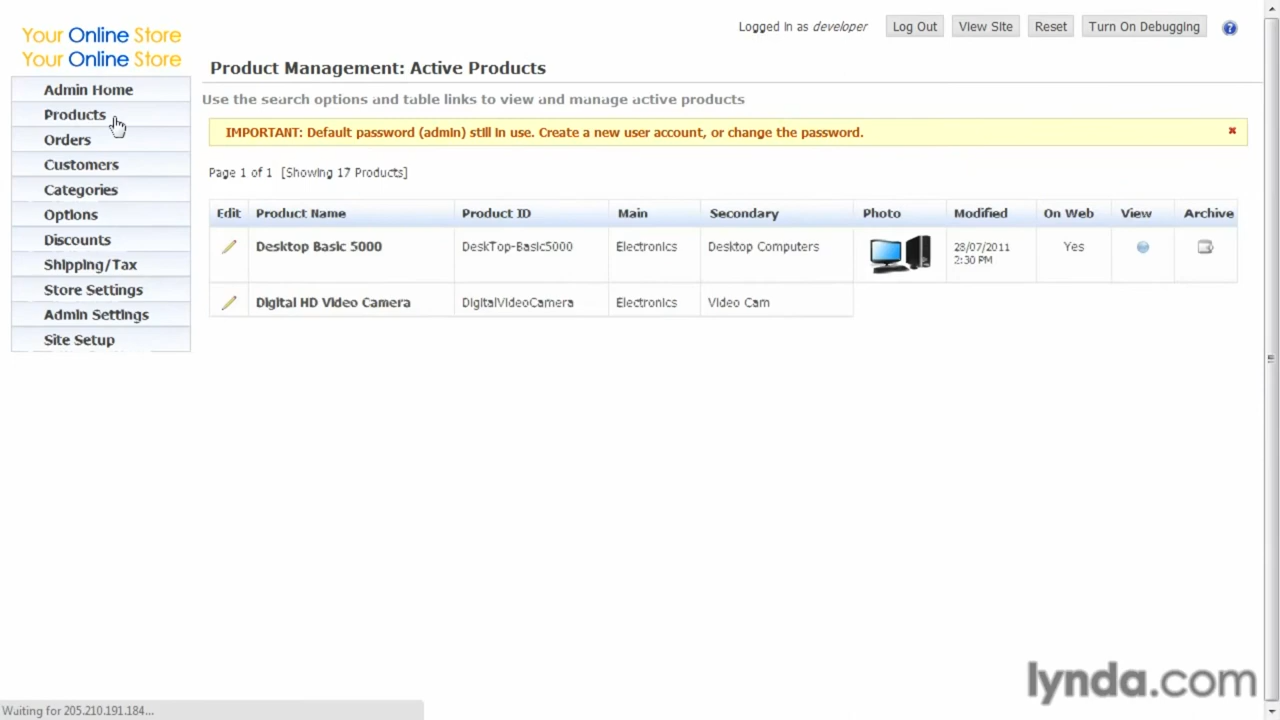 Your Online Store
Your Online Store
Logged in as developer
Log Out
View Site
Reset
Turn On Debugging
?
Admin Home
Products
Orders
Customers
Categories
Options
Discounts
Shipping/Tax
Store Settings
Admin Settings
Site Setup
Product Management: Active Products
Use the search options and table links to view and manage active products
IMPORTANT: Default password (admin) still in use. Create a new user account, or change the password.
Page 1 of 1 [Showing 17 Products]
Edit Product Name Product ID Main Secondary Photo Modified On Web View Archive
Desktop Basic 5000 DeskTop-Basic5000 Electronics Desktop Computers 28/07/2011 Yes
2:30 PM
Digital HD Video Camera DigitalVideoCamera Electronics Video Cam
lynda.com
Waiting for 205.210.191.184...